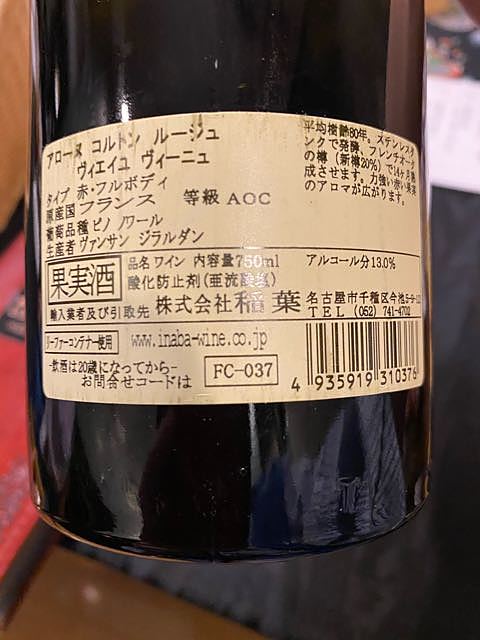 アロース コルトン ルージュ
ヴィエイユ ヴィーニュ
タイプ 赤・フルボディ
原産国 フランス 等級 AOC
葡萄品種 ピノ ノワール
生産者 ヴァンサン ジラルダン
平均樹齢80年。ステンレスタ
ンクで発酵、フレンチオーク
の樽（新樽20%）で14ヶ月熟
成させます。力強い赤い果実
のアロマが広がります。
果実酒
品名 ワイン 内容量 750ml アルコール分 13.0%
酸化防止剤(亜流酸塩)
輸入業者及び引取先 株式会社 稲葉 名古屋市千種区今池5-9-12
TEL (052) 741-4702
リーファーコンテナー使用 www.inaba-wine.co.jp
-飲酒は20歳になってから-
お問合せコードは FC-037
4 935919 310376